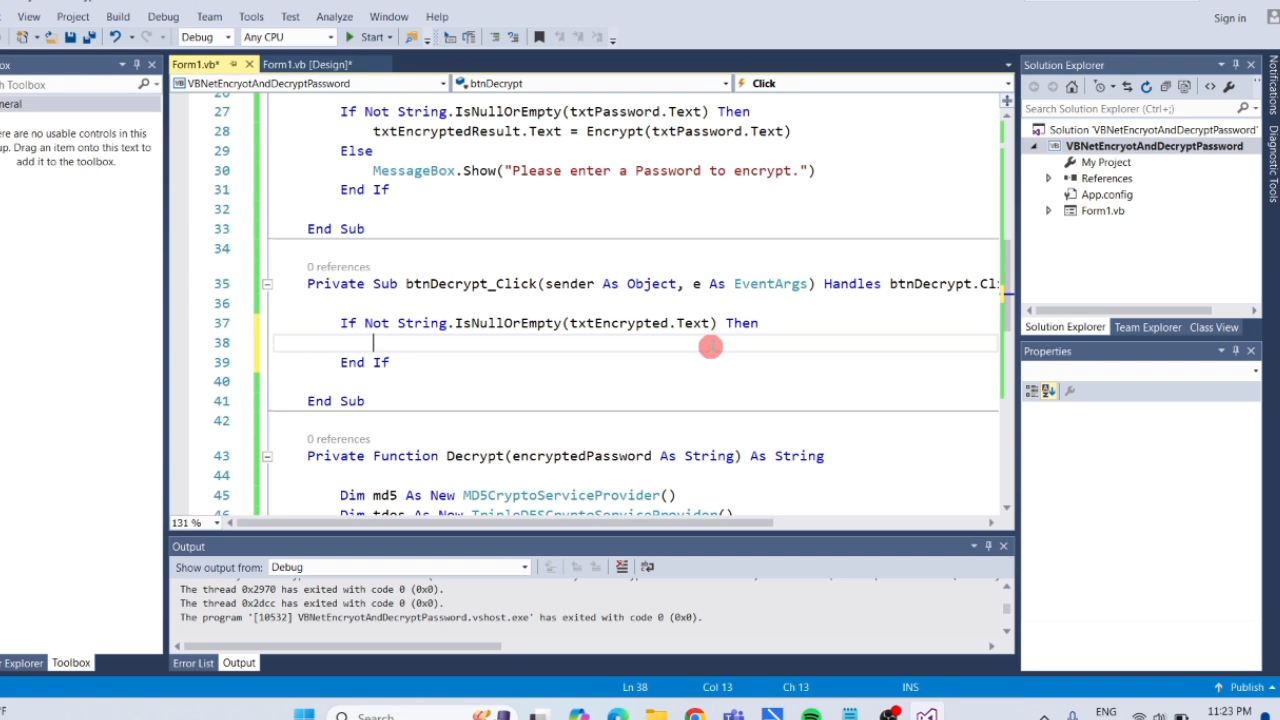 View Project Build Debug Team Tools Test Analyze Window Help
Sign in
Debug Any CPU Start
Form1.vb* Form1.vb [Design]*
VBNetEncryotAndDecryptPassword btnDecrypt Click
27 If Not String.IsNullOrEmpty(txtPassword.Text) Then
28 txtEncryptedResult.Text = Encrypt(txtPassword.Text)
29 Else
30 MessageBox.Show("Please enter a Password to encrypt.")
31 End If
32
33 End Sub
34
0 references
35 Private Sub btnDecrypt_Click(sender As Object, e As EventArgs) Handles btnDecrypt.Cl
36
37 If Not String.IsNullOrEmpty(txtEncrypted.Text) Then
38
39 End If
40
41 End Sub
42
0 references
43 Private Function Decrypt(encryptedPassword As String) As String
44
45 Dim md5 As New MD5CryptoServiceProvider()
46 Dim tdes As New TripleDESCryptoServiceProvider()
131 %
ox
h Toolbox
neral
ere are no usable controls in this
up. Drag an item onto this text to
add it to the toolbox.
r Explorer Toolbox
Output
Show output from: Debug
The thread 0x2970 has exited with code 0 (0x0).
The thread 0x2dcc has exited with code 0 (0x0).
The program '[10532] VBNetEncryotAndDecryptPassword.vshost.exe' has exited with code 0 (0x0).
Error List Output
Solution Explorer
Search Solution Explorer (Ctrl+;)
Solution 'VBNetEncryotAndDecryptPassword'
VBNetEncryotAndDecryptPassword
My Project
References
App.config
Form1.vb
Solution Explorer Team Explorer Class View
Properties
Notifications
Diagnostic Tools
Ln 38 Col 13 Ch 13 INS Publish
Search
ENG
11:23 PM